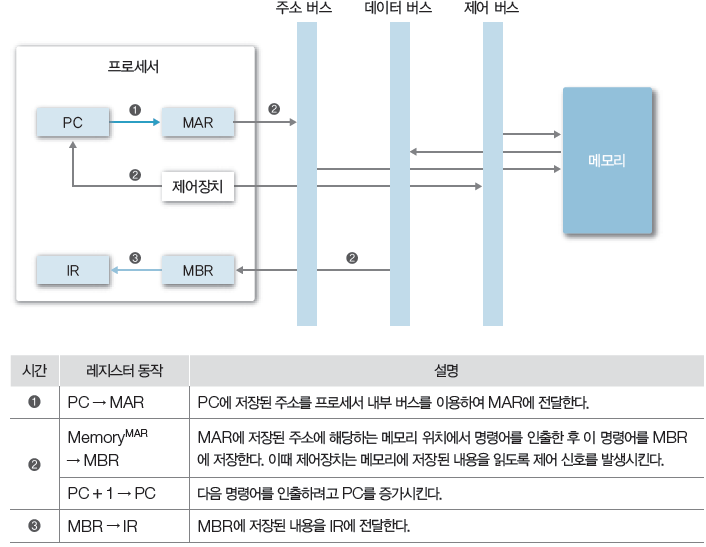 주소 버스 데이터 버스 제어 버스
프로세서
❶ ❷
PC MAR
메모리
❷
제어장치
❸ ❷
IR MBR
시간 레지스터 동작 설명
❶ PC → MAR PC에 저장된 주소를 프로세서 내부 버스를 이용하여 MAR에 전달한다.
Memory^MAR MAR에 저장된 주소에 해당하는 메모리 위치에서 명령어를 인출한 후 이 명령어를 MBR
❷ → MBR 에 저장한다. 이때 제어장치는 메모리에 저장된 내용을 읽도록 제어 신호를 발생시킨다.
PC + 1 → PC 다음 명령어를 인출하려고 PC를 증가시킨다.
❸ MBR → IR MBR에 저장된 내용을 IR에 전달한다.